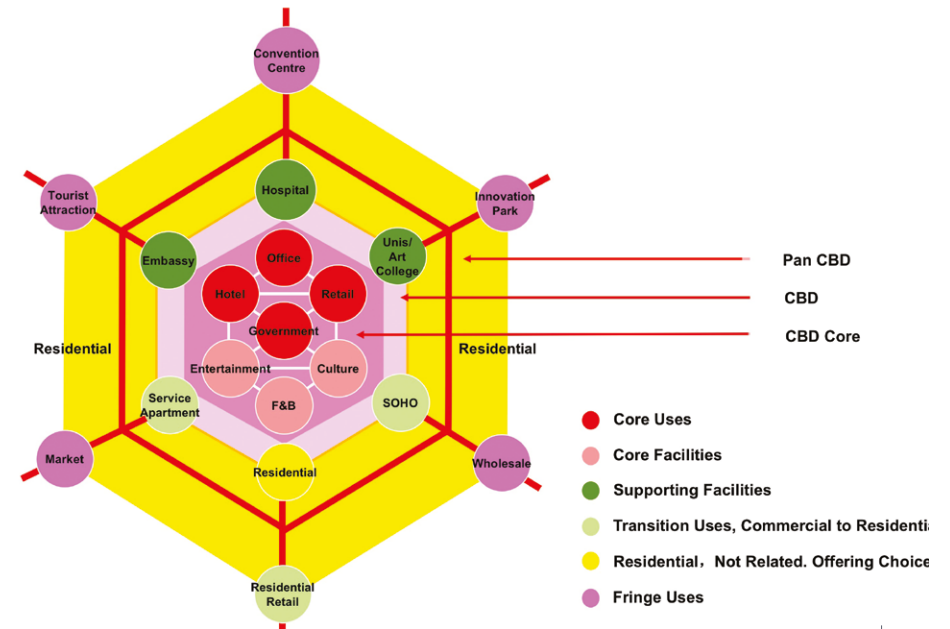 Convention
Centre
Tourist
Attraction
Innovation
Park
Hospital
Embassy
Unis/
Art
College
Office
Hotel
Retail
Government
Entertainment
Culture
F&B
Service
Apartment
SOHO
Residential
Residential
Residential
Market
Wholesale
Residential
Retail
Pan CBD
CBD
CBD Core
Core Uses
Core Facilities
Supporting Facilities
Transition Uses, Commercial to Residentia
Residential, Not Related. Offering Choice
Fringe Uses